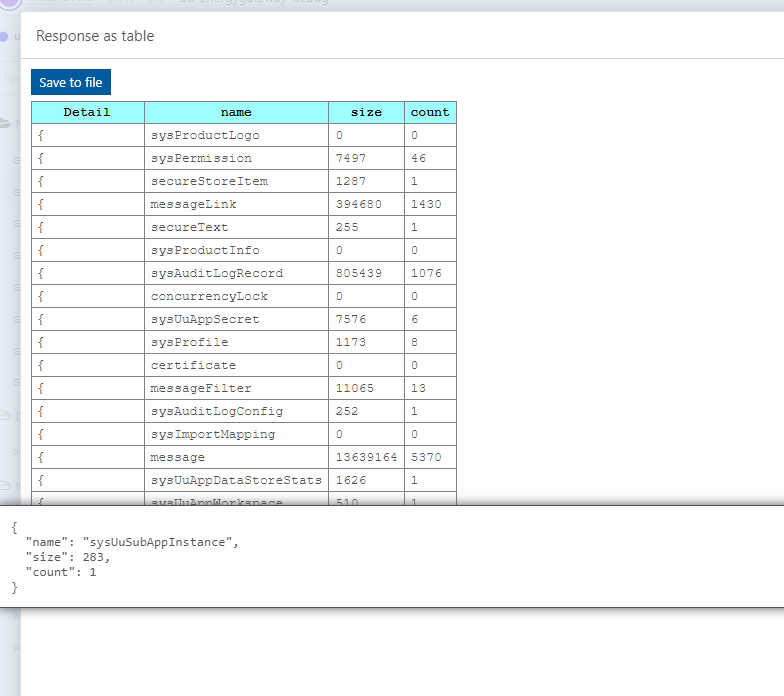 Response as table
Save to file
Detail name size count
{ sysProductLogo 0 0
{ sysPermission 7497 46
{ secureStoreItem 1287 1
{ messageLink 394680 1430
{ secureText 255 1
{ sysProductInfo 0 0
{ sysAuditLogRecord 805439 1076
{ concurrencyLock 0 0
{ sysUuAppSecret 7576 6
{ sysProfile 1173 8
{ certificate 0 0
{ messageFilter 11065 13
{ sysAuditLogConfig 252 1
{ sysImportMapping 0 0
{ message 13639164 5370
{ sysUuAppDataStoreStats 1626 1
{ sysUuAppWorkspace 510 1
{
"name": "sysUuSubAppInstance",
"size": 283,
"count": 1
}